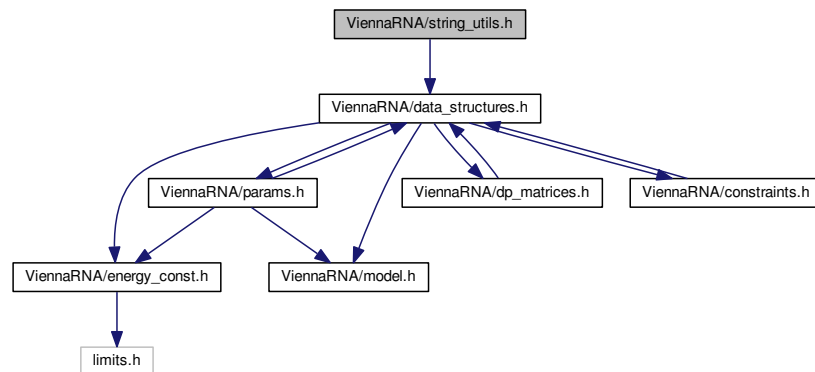 ViennaRNA/string_utils.h
ViennaRNA/data_structures.h
ViennaRNA/params.h
ViennaRNA/dp_matrices.h
ViennaRNA/constraints.h
ViennaRNA/energy_const.h
ViennaRNA/model.h
limits.h